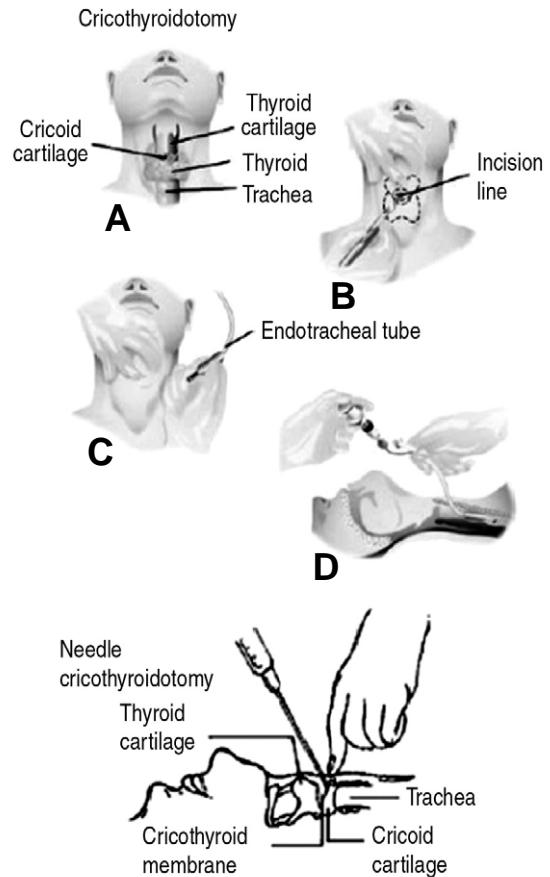 Cricothyroidotomy
Thyroid
cartilage
Cricoid
cartilage
Thyroid
Trachea
A
Incision
line
B
Endotracheal tube
C
D
Needle
cricothyroidotomy
Thyroid
cartilage
Trachea
Cricothyroid
membrane
Cricoid
cartilage